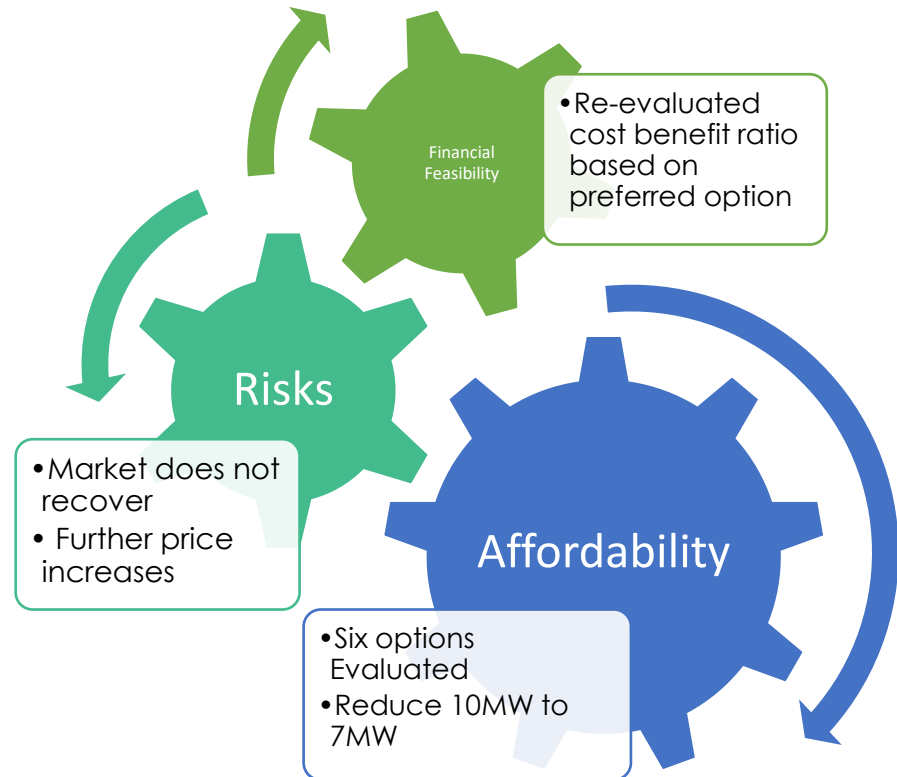 Financial
Feasibility
•Re-evaluated
cost benefit ratio
based on
preferred option
Risks
•Market does not
recover
• Further price
increases
Affordability
•Six options
Evaluated
•Reduce 10MW to
7MW